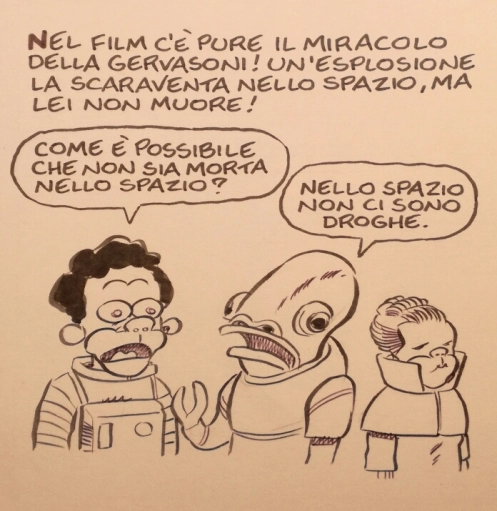 NEL FILM C'È PURE IL MIRACOLO
DELLA GERVASONI! UN'ESPLOSIONE
LA SCARAVENTA NELLO SPAZIO, MA
LEI NON MUORE!
COME È POSSIBILE
CHE NON SIA MORTA
NELLO SPAZIO?
NELLO SPAZIO
NON CI SONO
DROGHE.